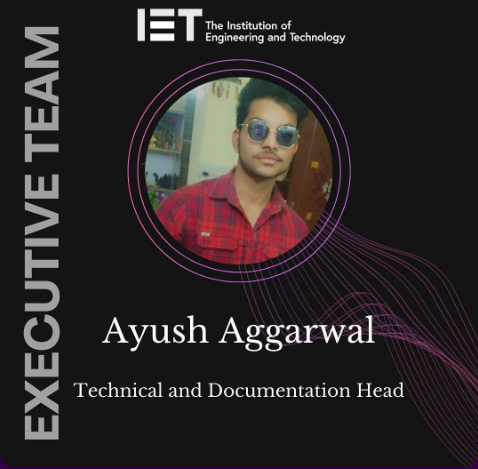 IET The Institution of
Engineering and Technology
EXECUTIVE TEAM
Ayush Aggarwal
Technical and Documentation Head